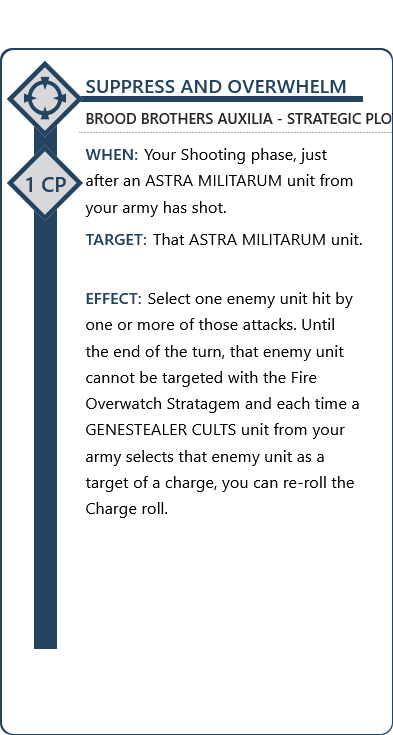 SUPPRESS AND OVERWHELM
BROOD BROTHERS AUXILIA - STRATEGIC PLO
WHEN: Your Shooting phase, just
after an ASTRA MILITARUM unit from
your army has shot.
1 CP
TARGET: That ASTRA MILITARUM unit.
EFFECT: Select one enemy unit hit by
one or more of those attacks. Until
the end of the turn, that enemy unit
cannot be targeted with the Fire
Overwatch Stratagem and each time a
GENESTEALER CULTS unit from your
army selects that enemy unit as a
target of a charge, you can re-roll the
Charge roll.